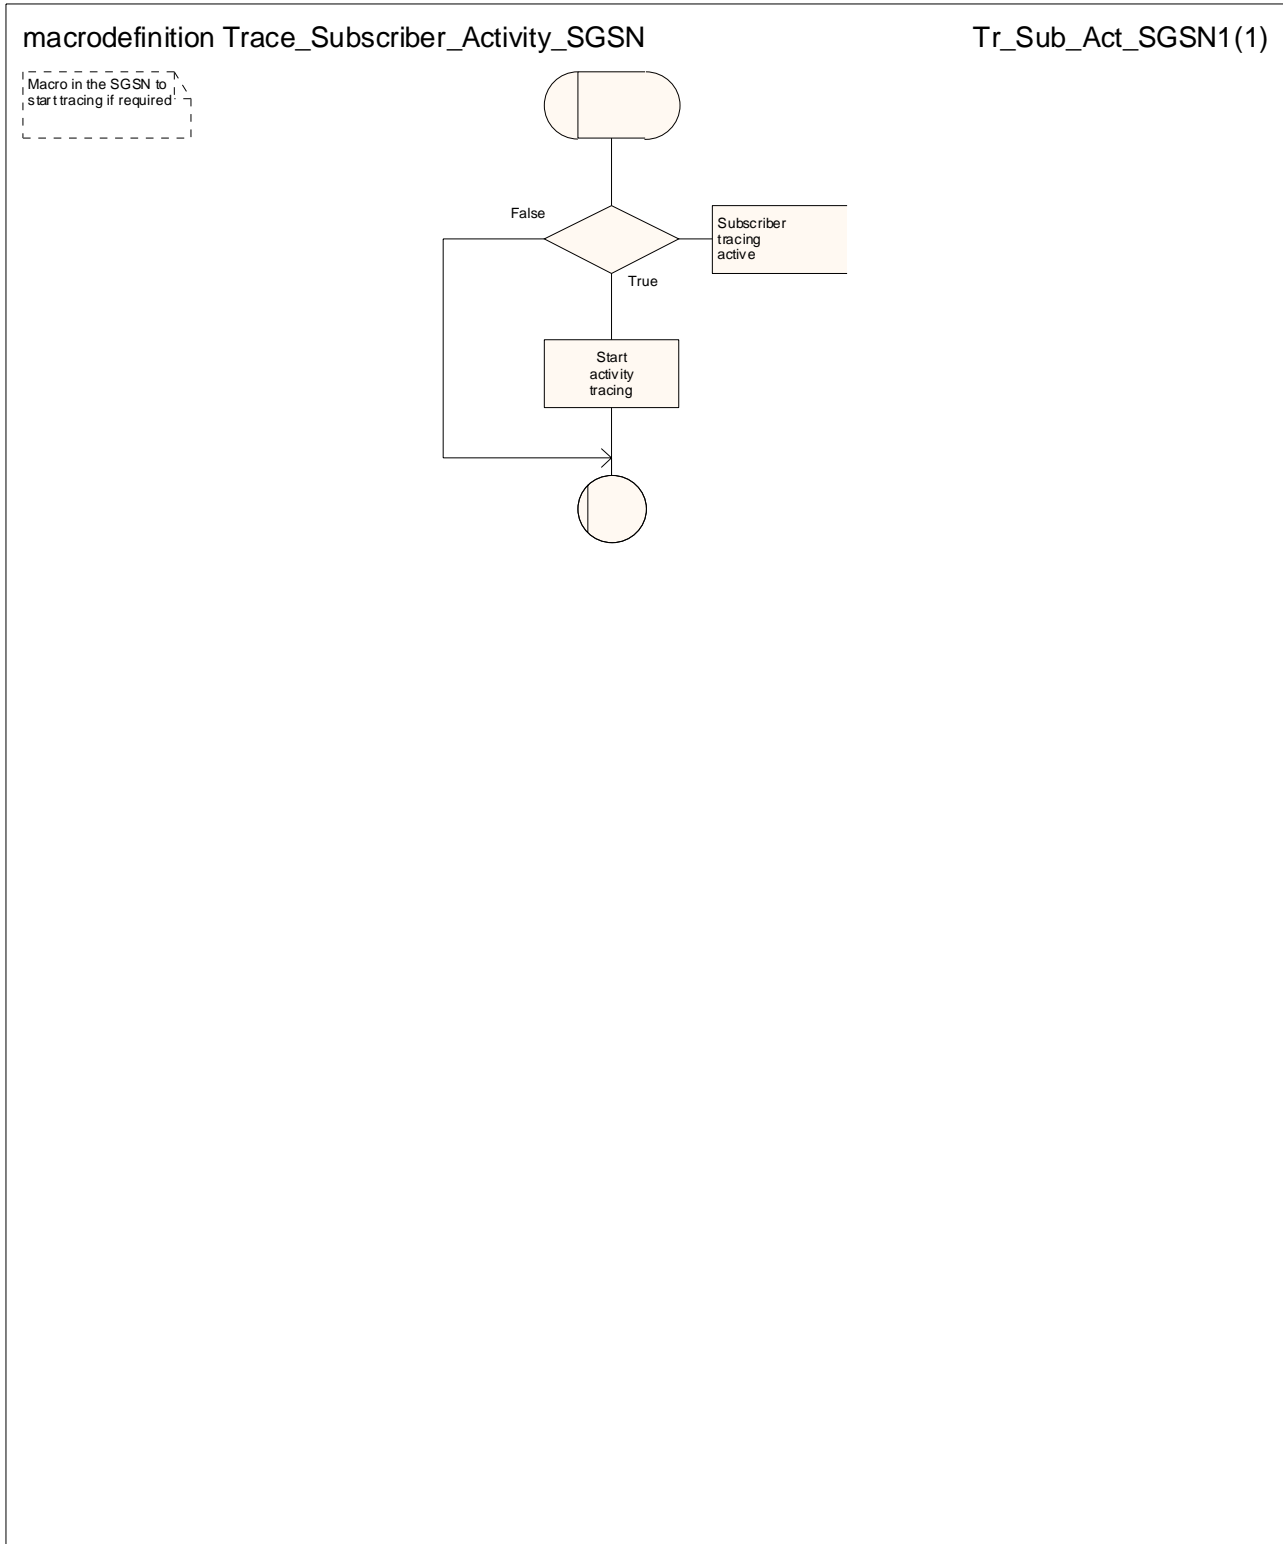 macrodefinition Trace_Subscriber_Activity_SGSN
Tr_Sub_Act_SGSN1(1)
Macro in the SGSN to
start tracing if required
False
Subscriber
tracing
active
True
Start
activity
tracing